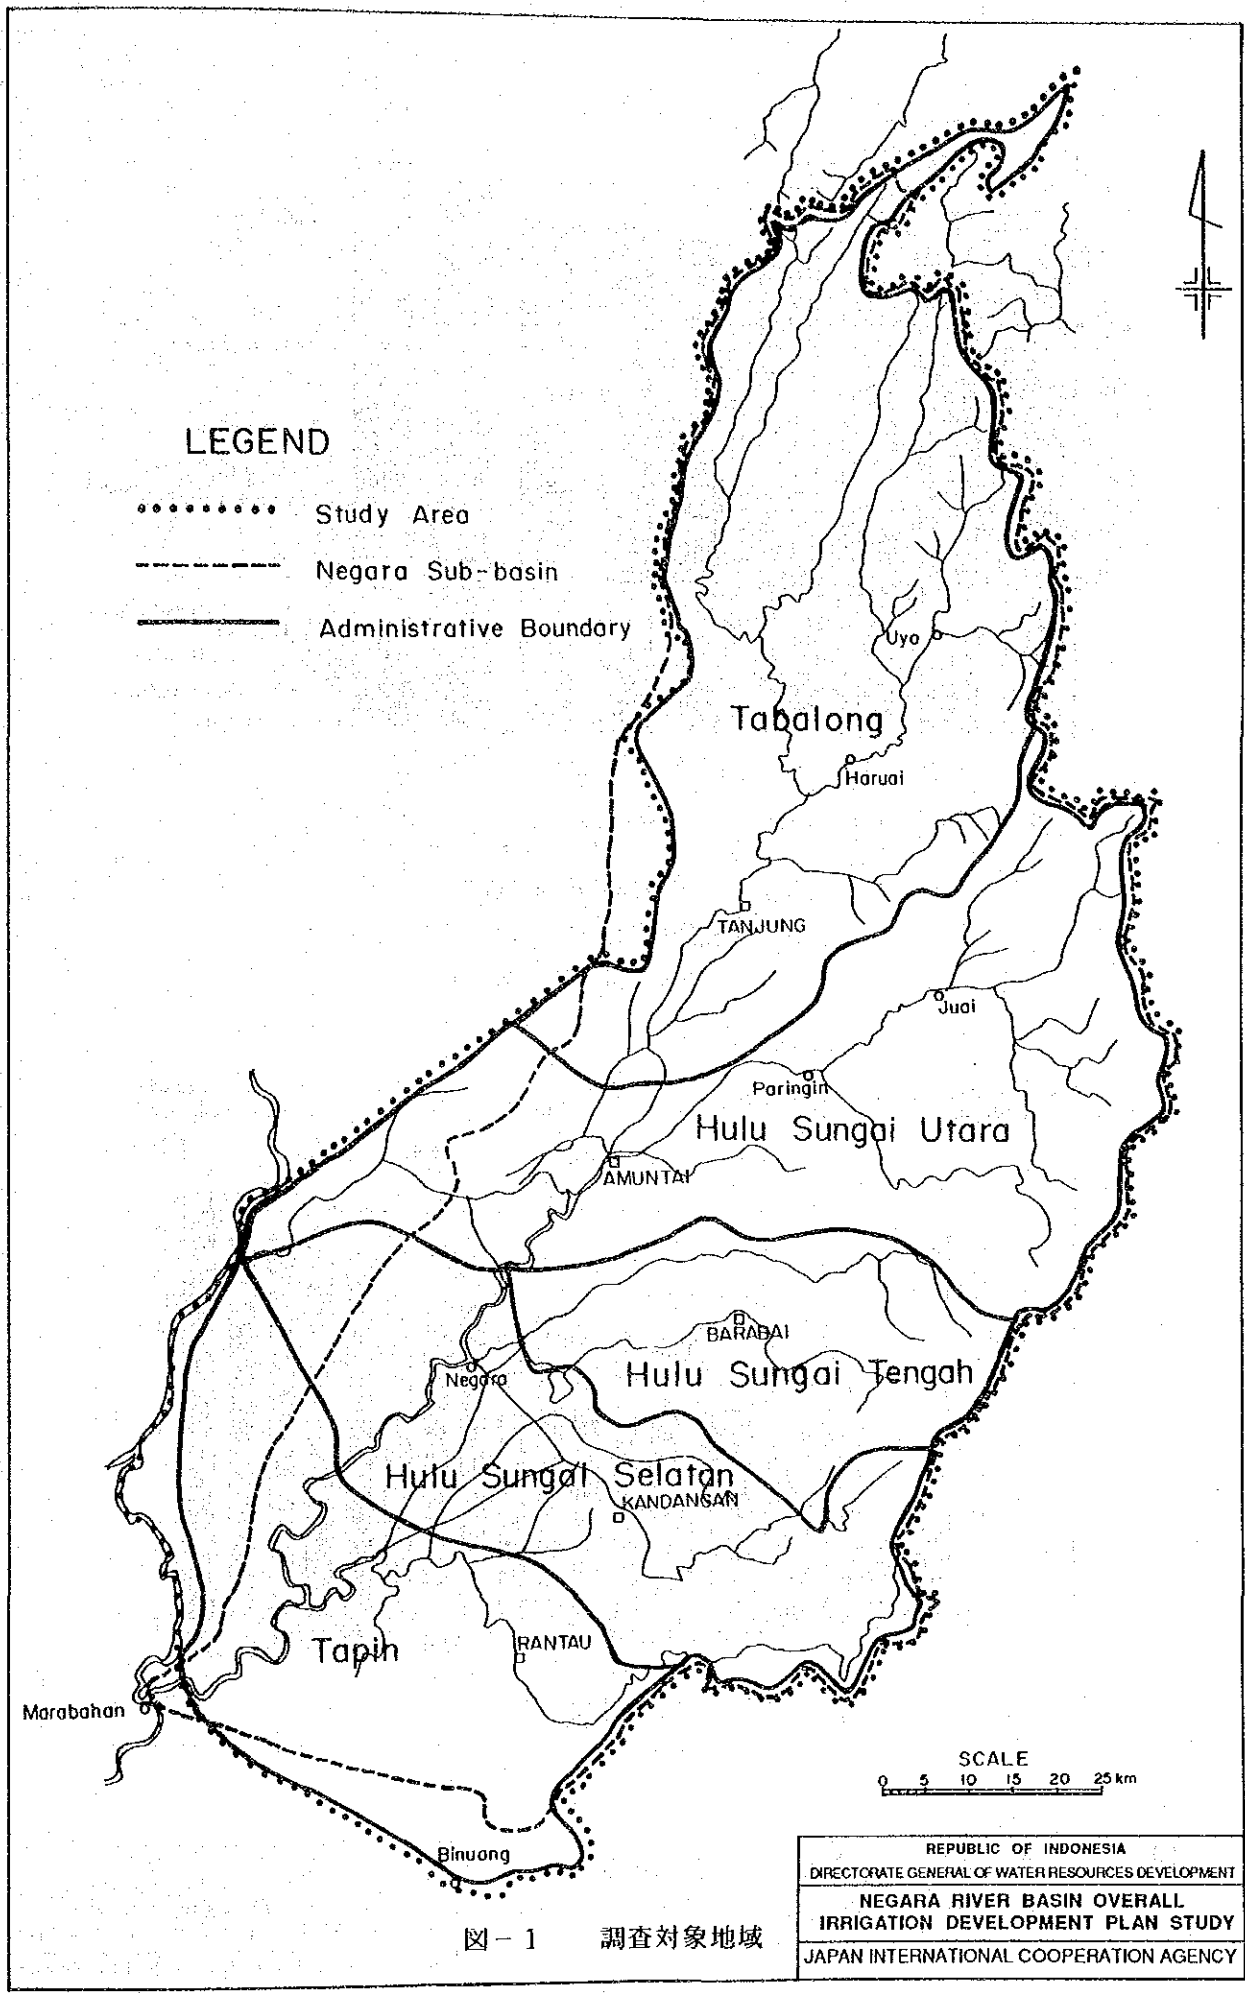 LEGEND
Study Area
Negara Sub-basin
Administrative Boundary
Uya
Tabalong
Haruai
TANJUNG
Juai
Paringin
Hulu Sungai Utara
AMUNTAI
BARABAI
Hulu Sungai Tengah
Negara
Hulu Sungai Selatan
KANDANGAN
Tapin
RANTAU
Marabahan
Binuang
SCALE
0 5 10 15 20 25 km
REPUBLIC OF INDONESIA
DIRECTORATE GENERAL OF WATER RESOURCES DEVELOPMENT
NEGARA RIVER BASIN OVERALL
IRRIGATION DEVELOPMENT PLAN STUDY
JAPAN INTERNATIONAL COOPERATION AGENCY
図-1 調査対象地域